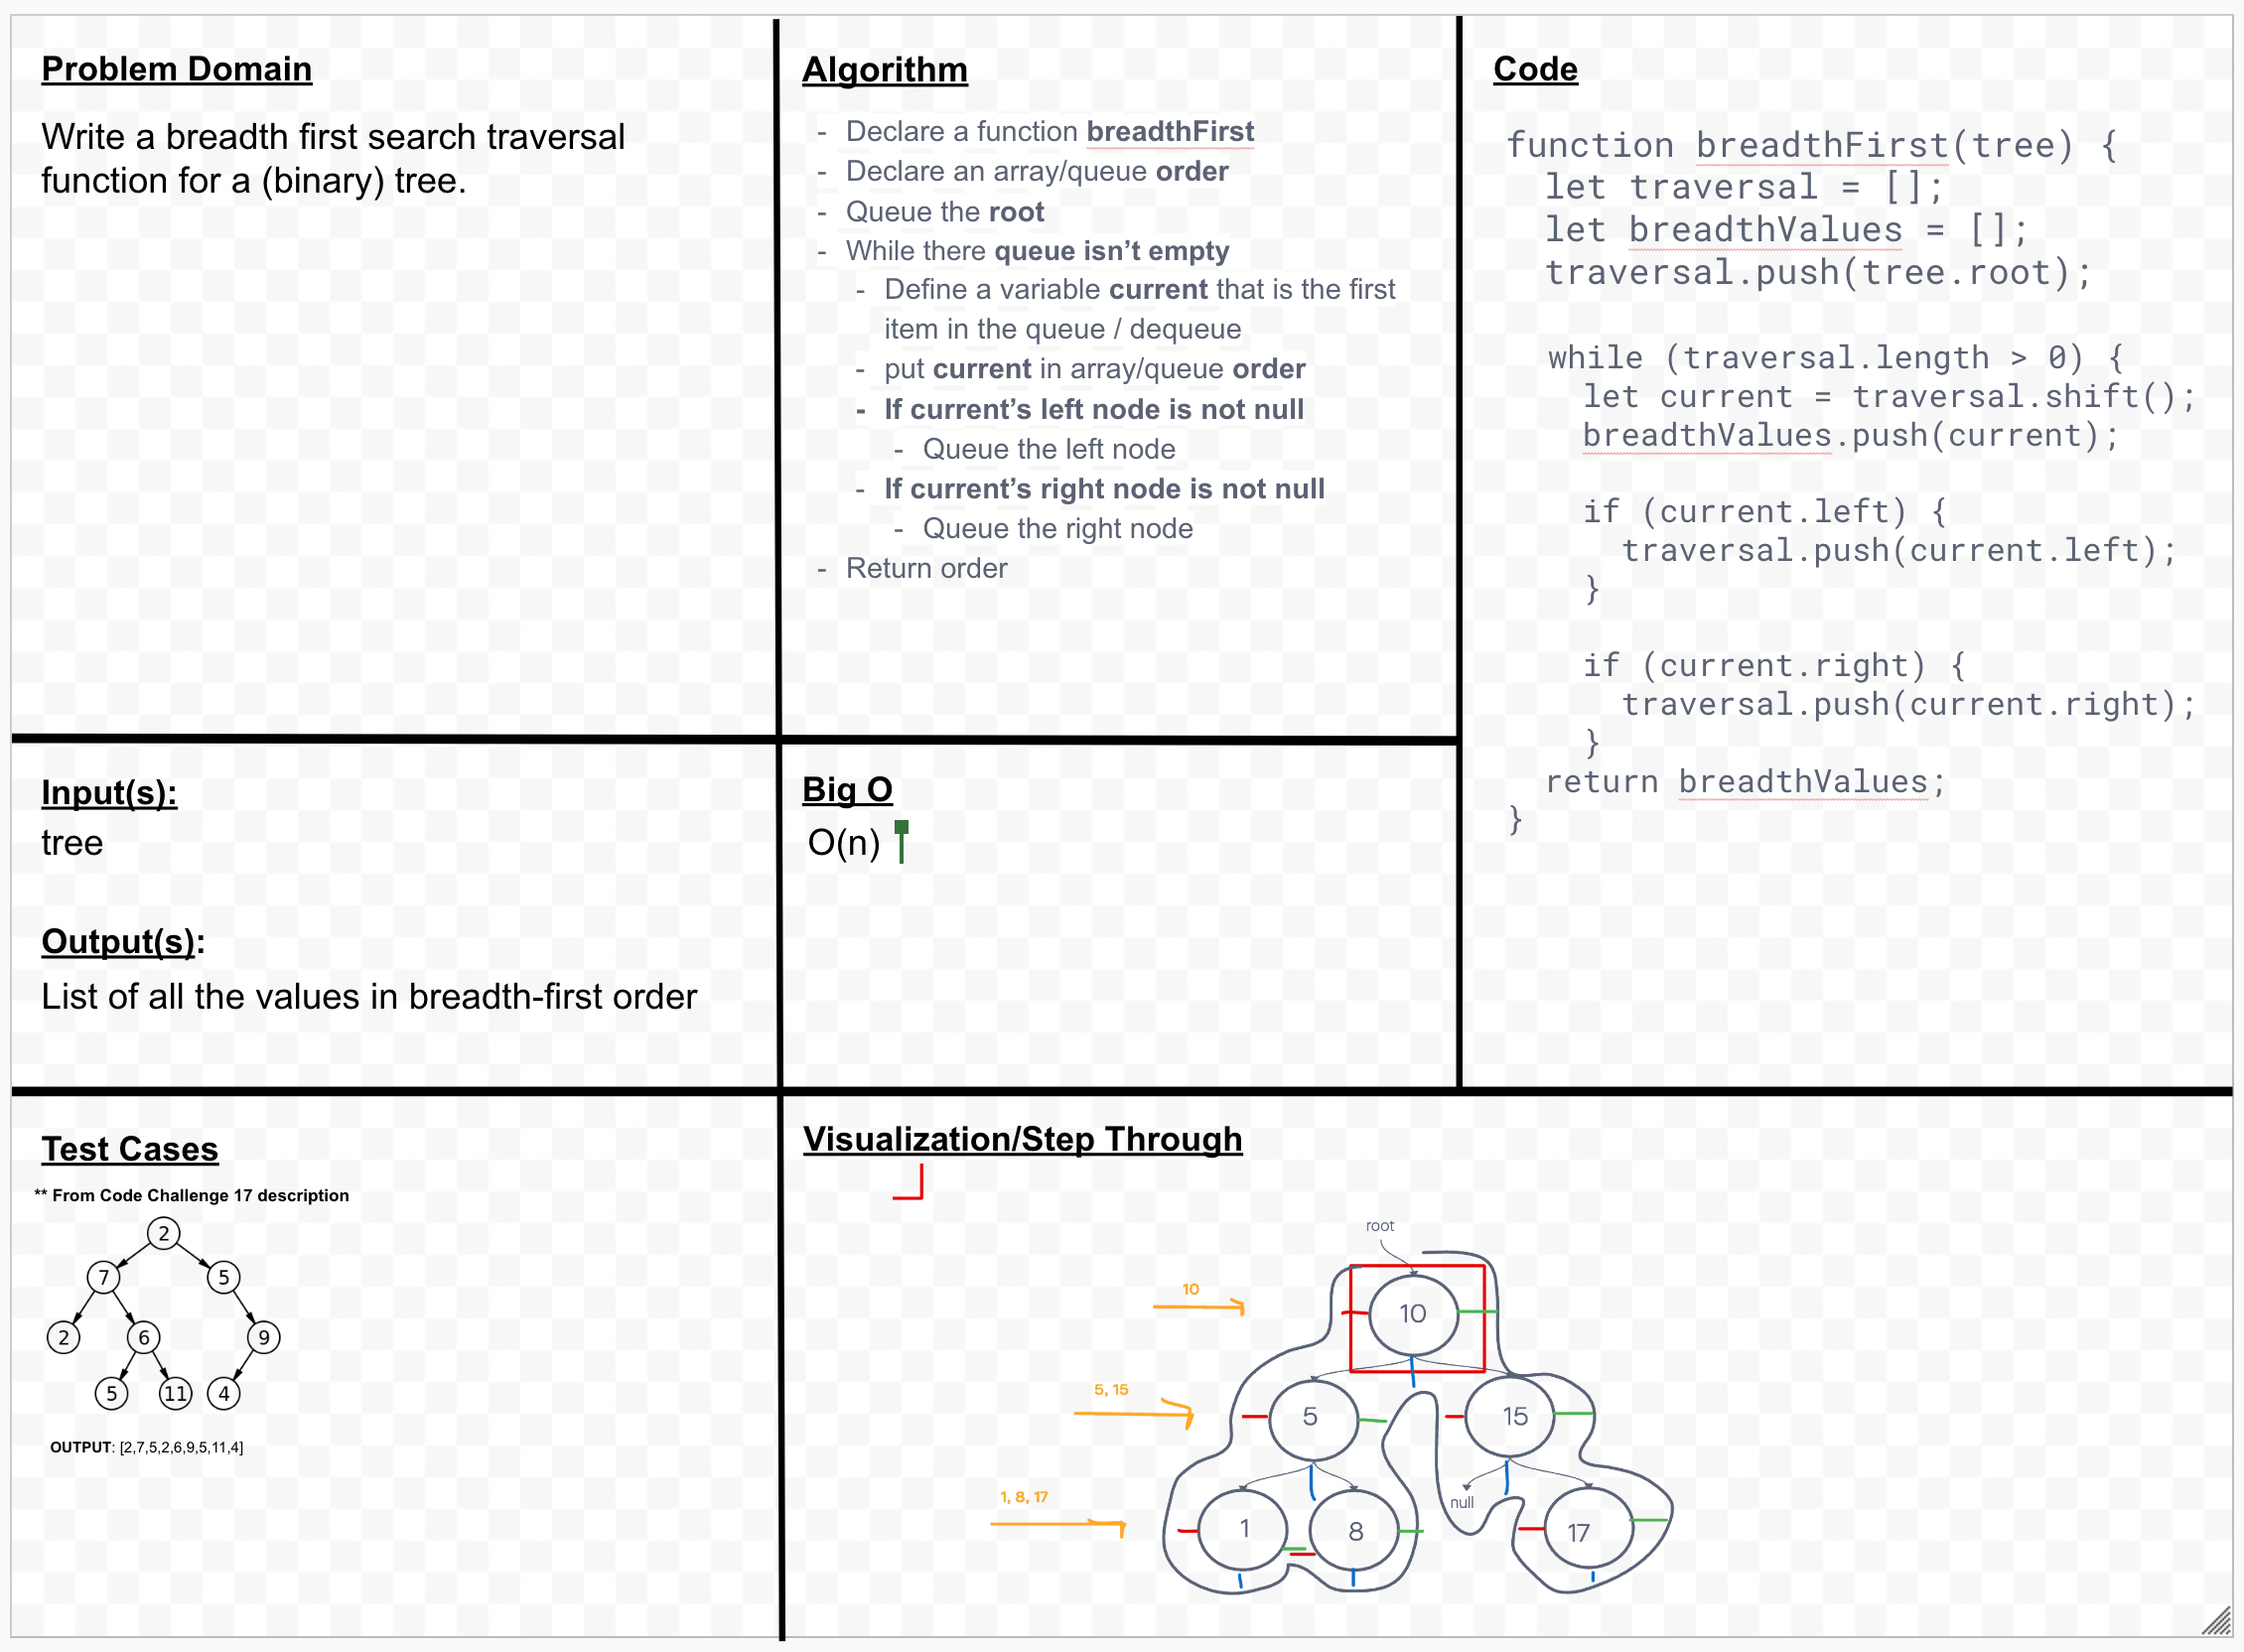 Problem Domain
Write a breadth first search traversal
function for a (binary) tree.
Algorithm
- Declare a function breadthFirst
- Declare an array/queue order
- Queue the root
- While there queue isn’t empty
- Define a variable current that is the first
item in the queue / dequeue
- put current in array/queue order
- If current’s left node is not null
- Queue the left node
- If current’s right node is not null
- Queue the right node
- Return order
Code
function breadthFirst(tree) {
let traversal = [];
let breadthValues = [];
traversal.push(tree.root);
while (traversal.length > 0) {
let current = traversal.shift();
breadthValues.push(current);
if (current.left) {
traversal.push(current.left);
}
if (current.right) {
traversal.push(current.right);
}
return breadthValues;
}
Input(s):
tree
Output(s):
List of all the values in breadth-first order
Big O
O(n)
Test Cases
** From Code Challenge 17 description
2
7 5
2 6 9
5 11 4
OUTPUT: [2,7,5,2,6,9,5,11,4]
Visualization/Step Through
root
10
10
5, 15
5 15
null
1, 8, 17
1 8 17